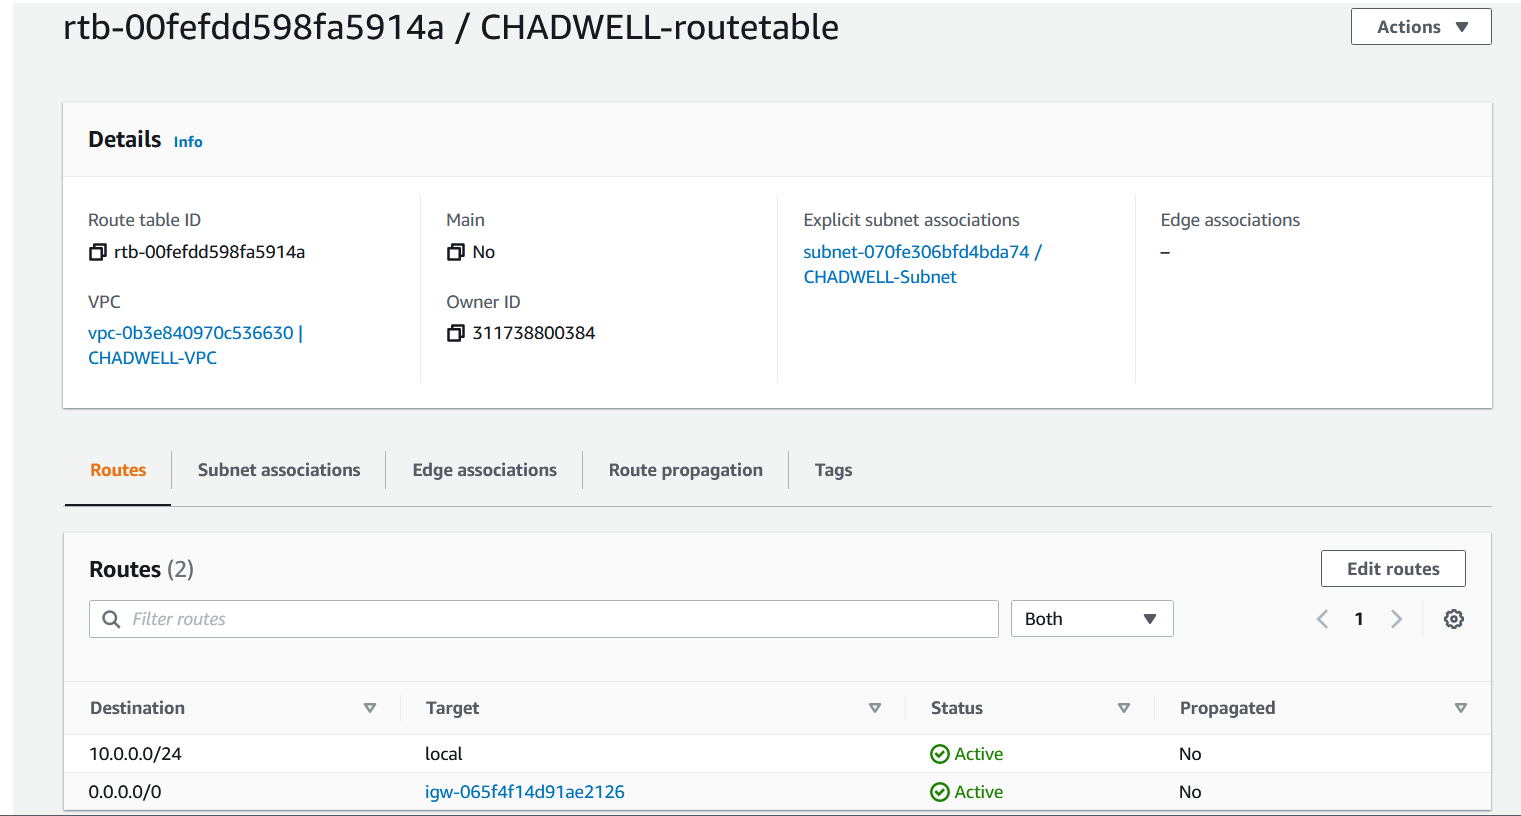 rtb-00fefdd598fa5914a / CHADWELL-routetable
Actions
Details Info
Route table ID
rtb-00fefdd598fa5914a
Main
No
Explicit subnet associations
subnet-070fe306bfd4bda74 /
CHADWELL-Subnet
Edge associations
–
VPC
vpc-0b3e840970c536630 |
CHADWELL-VPC
Owner ID
311738800384
Routes Subnet associations Edge associations Route propagation Tags
Routes (2)
Edit routes
Filter routes
Both
1
Destination Target Status Propagated
10.0.0.0/24 local Active No
0.0.0.0/0 igw-065f4f14d91ae2126 Active No